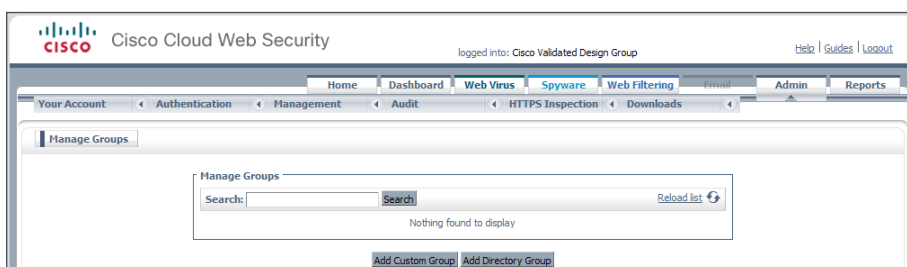 CISCO Cisco Cloud Web Security
logged into: Cisco Validated Design Group
Help | Guides | Logout
Home Dashboard Web Virus Spyware Web Filtering Email Admin Reports
Your Account Authentication Management Audit HTTPS Inspection Downloads
Manage Groups
Manage Groups
Search: Search Reload list
Nothing found to display
Add Custom Group Add Directory Group